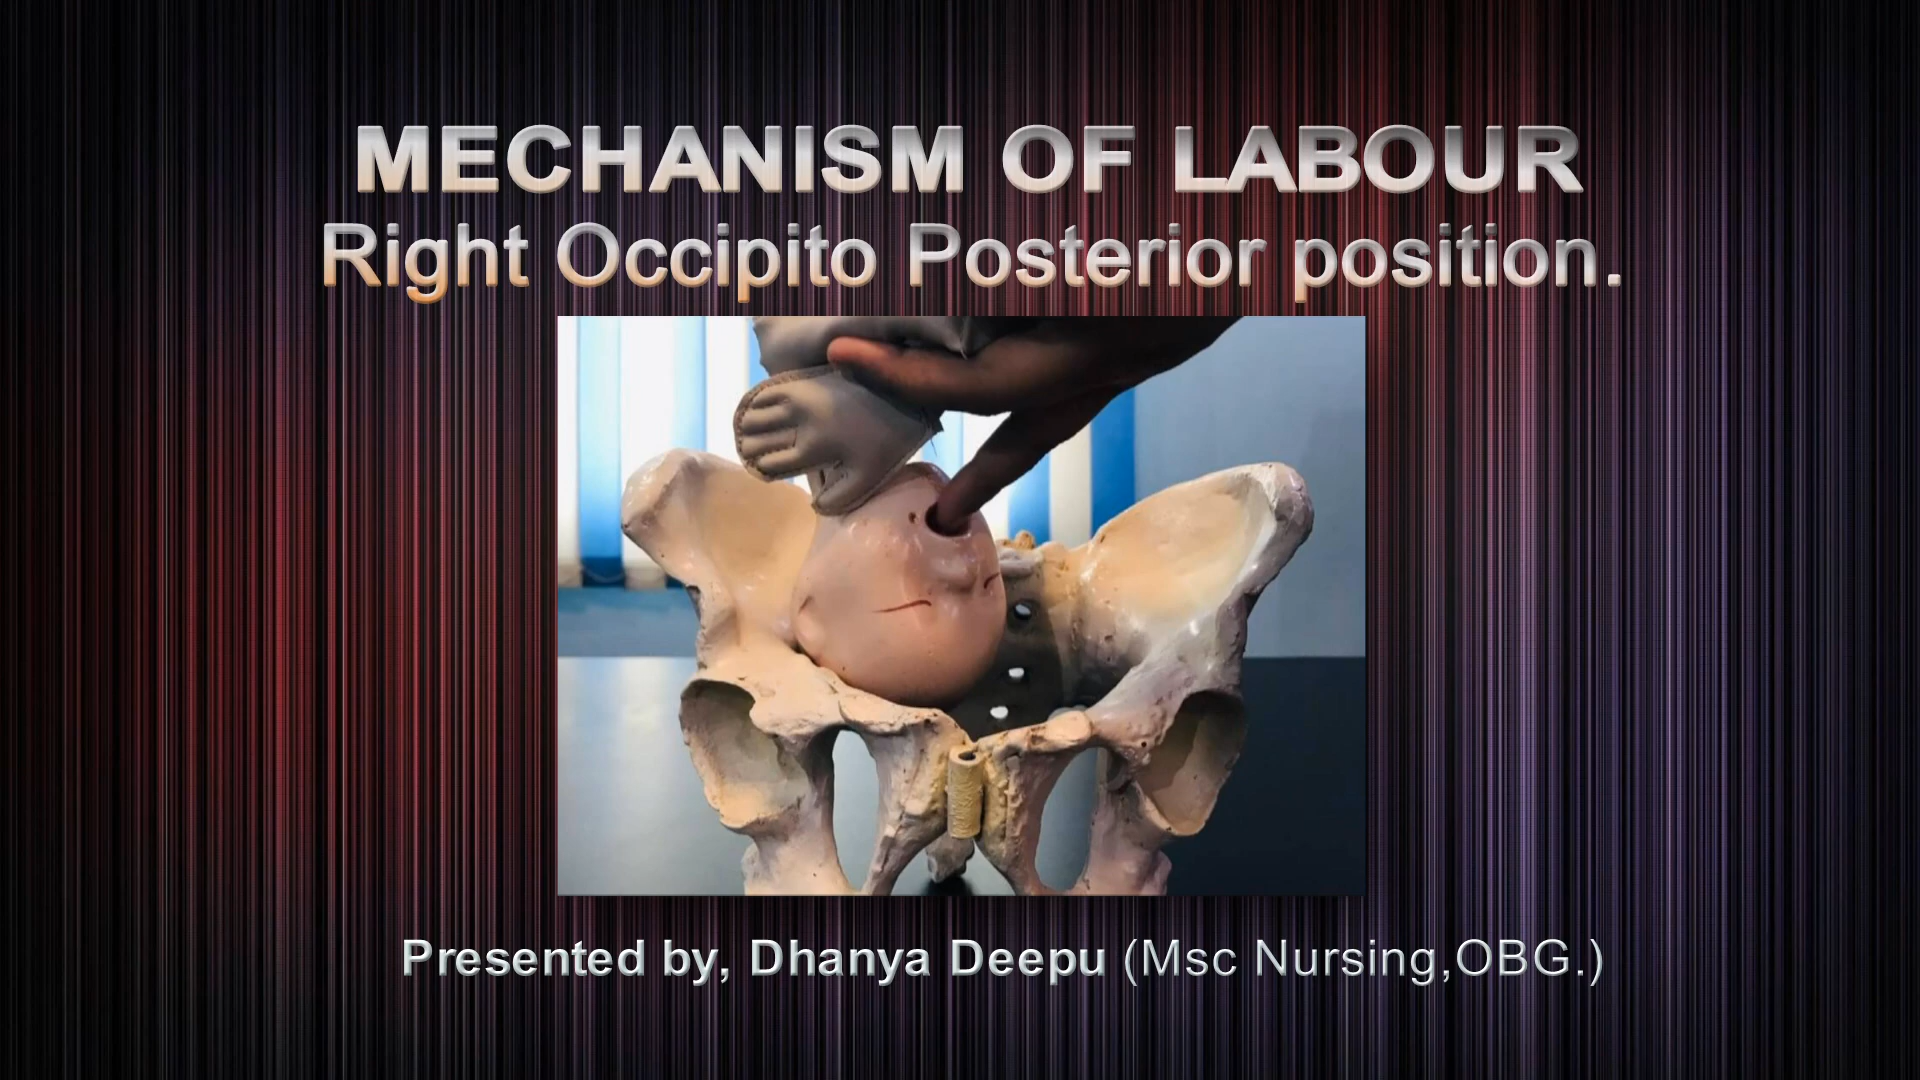 MECHANISM OF LABOUR
Right Occipito Posterior position.
Presented by, Dhanya Deepu (Msc Nursing,OBG.)